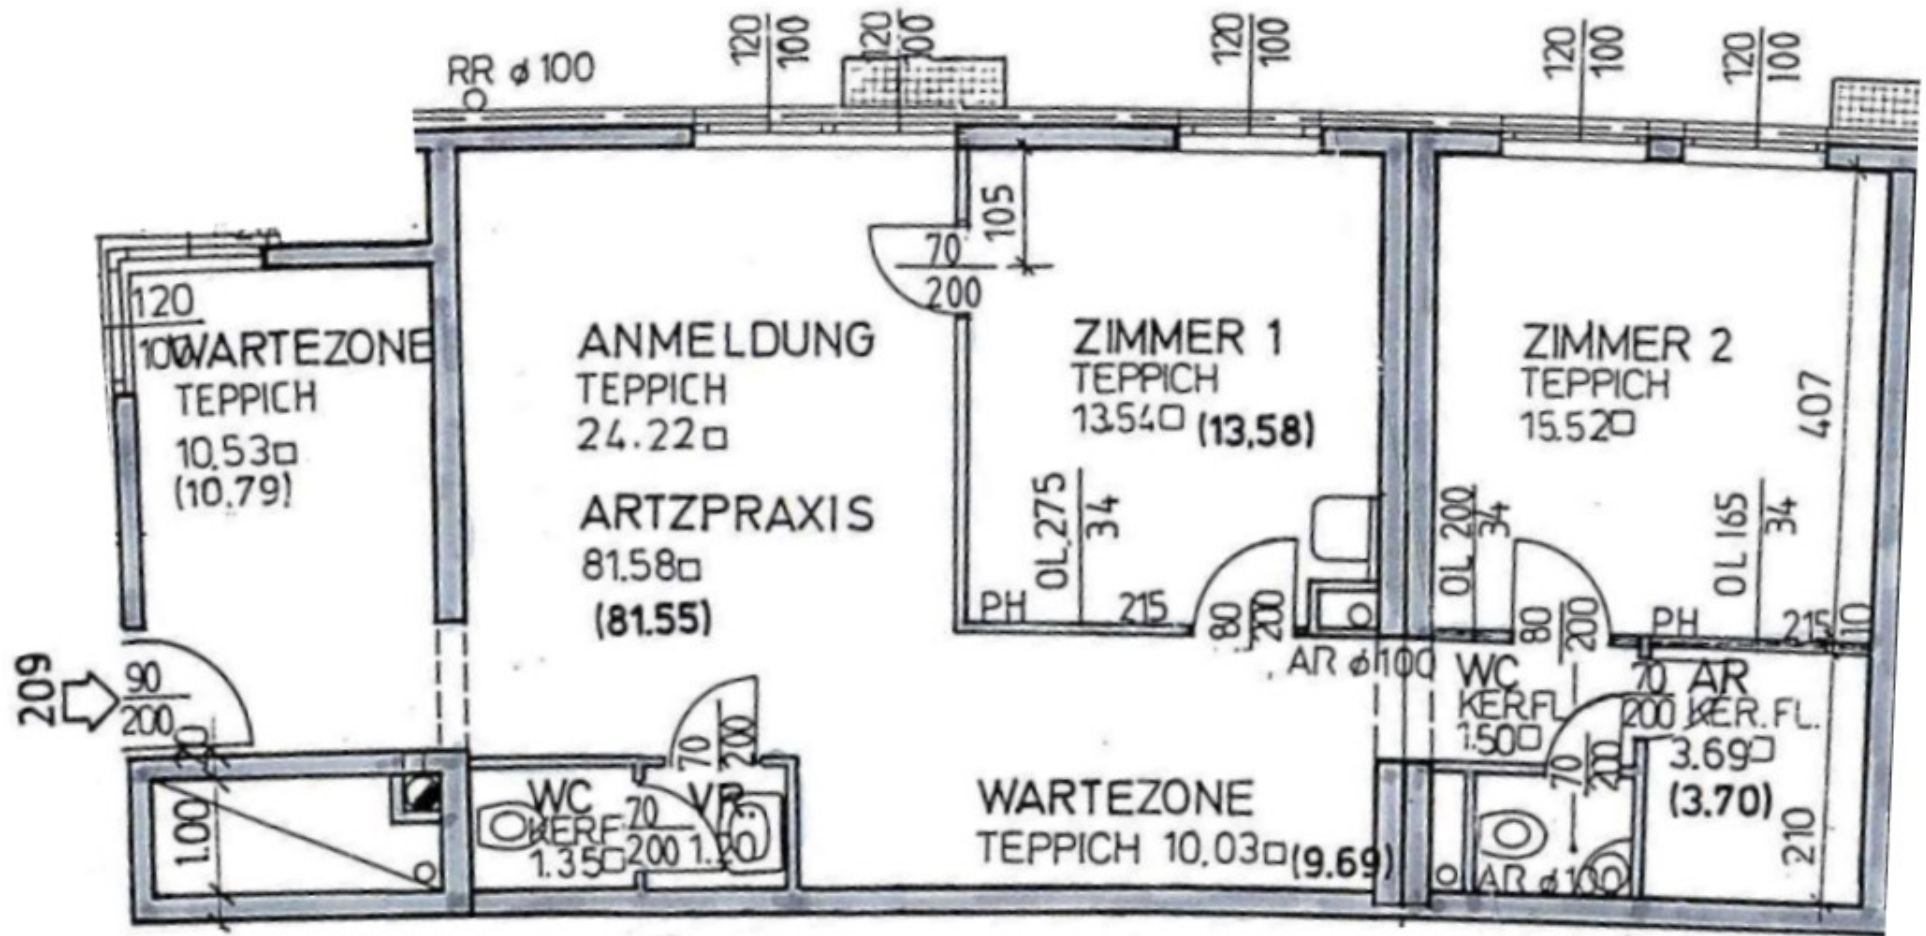 RR ø 100
120
100
120
100
120
100
120
100
120
100
120
100
WARTEZONE
TEPPICH
10.53□
(10.79)
ANMELDUNG
TEPPICH
24.22□
ARTZPRAXIS
81.58□
(81.55)
70
200
105
ZIMMER 1
TEPPICH
13.54□ (13,58)
OL.275
34
PH
215
80
200
AR ø 100
ZIMMER 2
TEPPICH
15.52□
407
OL 200
34
OL 165
34
80
200
PH
215
10
209
90
200
20
1.00
70
200
WC
KER.F
1.35□
70
200
VR.
1.20
WARTEZONE
TEPPICH 10,03□(9.69)
WC
KER.FL
1.50□
70
200
AR
KER.FL.
3.69□
(3.70)
70
200
210
AR ø 100